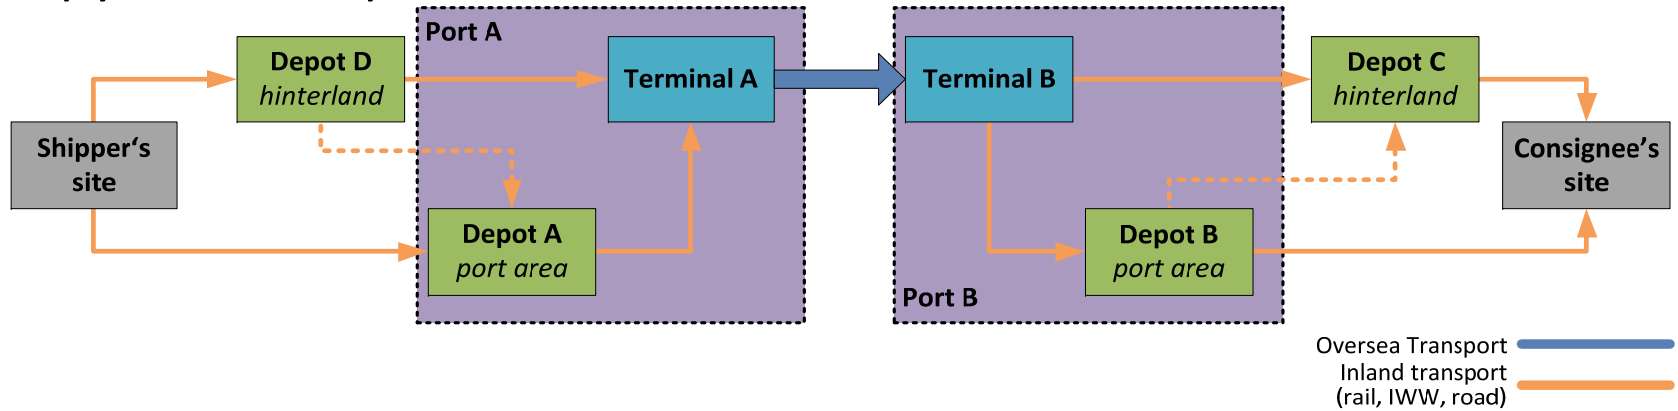 Port A
Port B
Depot D
hinterland
Terminal A
Terminal B
Depot C
hinterland
Shipper‘s
site
Consignee’s
site
Depot A
port area
Depot B
port area
Oversea Transport
Inland transport
(rail, IWW, road)